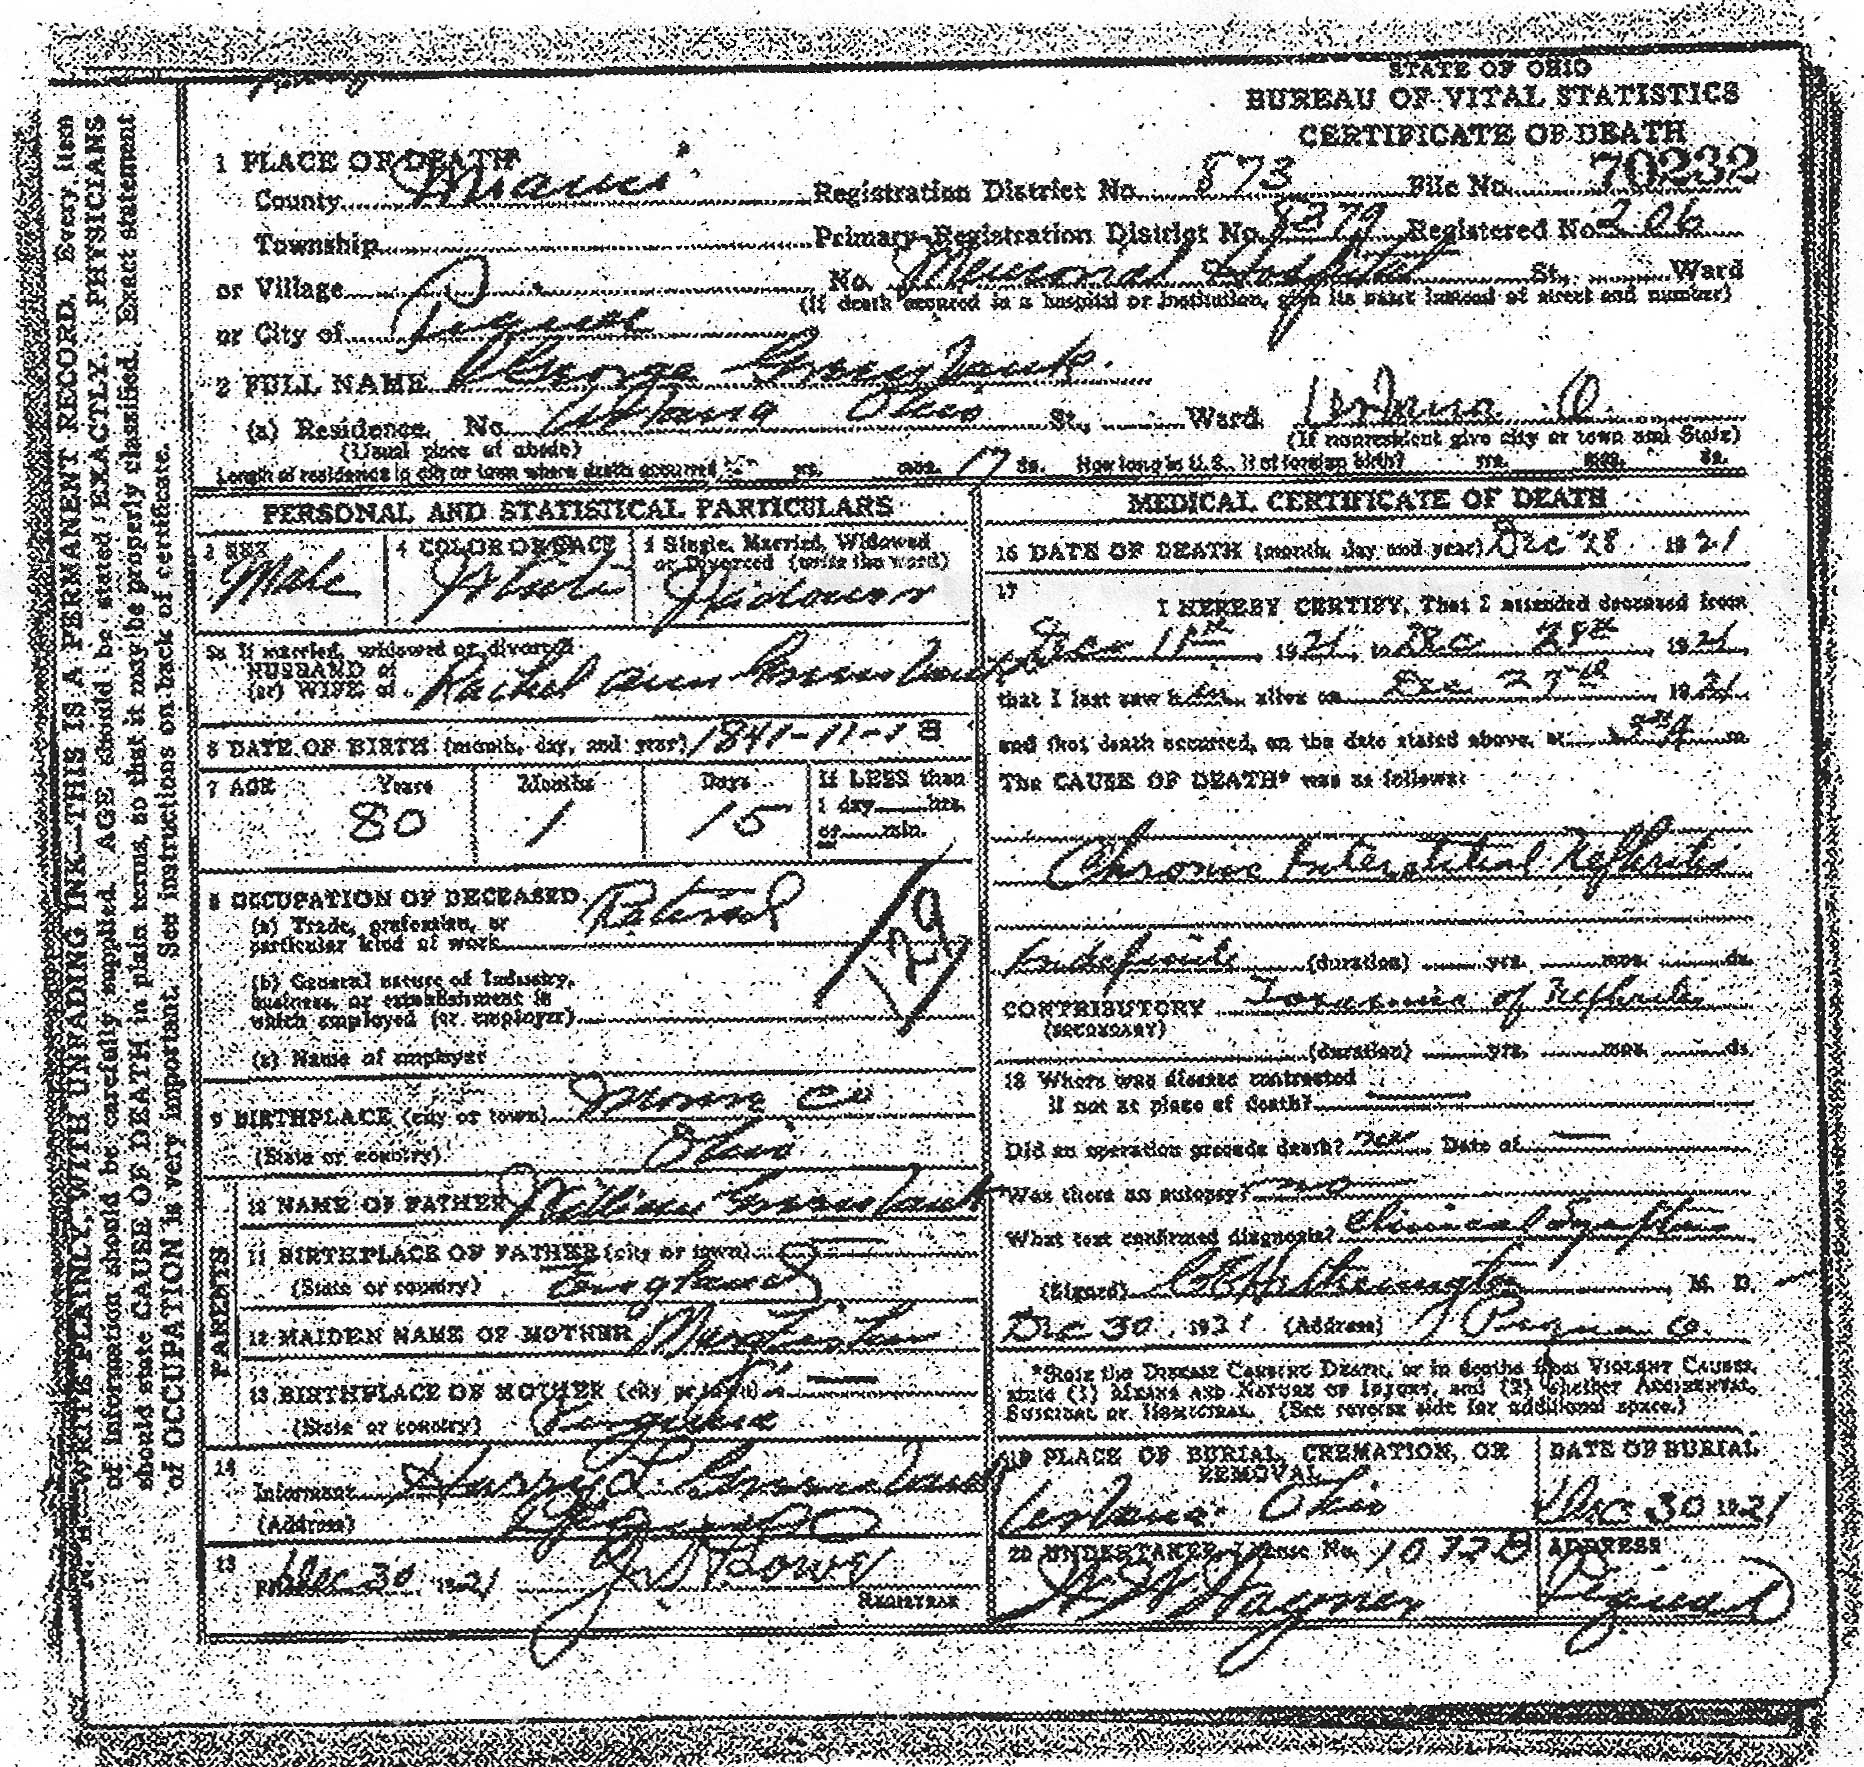 STATE OF OHIO
BUREAU OF VITAL STATISTICS
CERTIFICATE OF DEATH
1 PLACE OF DEATH
County Miami Registration District No. 873 File No. 70232
Township Primary Registration District No. 8379 Registered No. 206
or Village No. Memorial Hospital St., Ward
(If death occured in a hospital or institution, give its name instead of street and number)
or City of Piqua
2 FULL NAME George
(a) Residence. No. Urbana Ohio St., Ward. Urbana O
(Usual place of abode) (If nonresident give city or town and State)
Length of residence in city or town where death occurred yrs. mos. 17 ds. How long in U.S., if of foreign birth? yrs. mos. ds.
PERSONAL AND STATISTICAL PARTICULARS
3 SEX 4 COLOR OR RACE 5 Single, Married, Widowed
or Divorced (write the word)
Male White Widower
5a If married, widowed or divorced
HUSBAND of
(or) WIFE of Rachel Ann
6 DATE OF BIRTH (month, day, and year) 1841-11-13
7 AGE Years Months Days If LESS than
1 day hrs.
or min.
80 1 15
8 OCCUPATION OF DECEASED Retired
(a) Trade, profession, or
particular kind of work
129
(b) General nature of Industry,
business, or establishment in
which employed (or employer)
(c) Name of employer
9 BIRTHPLACE (city or town) Monroe Co
(State or country) Ohio
PARENTS
10 NAME OF FATHER William
11 BIRTHPLACE OF FATHER (city or town)
(State or country) England
12 MAIDEN NAME OF MOTHER
13 BIRTHPLACE OF MOTHER (city or town)
(State or country)
14
Informant Harry L.
(Address) Piqua O
15
Filed Dec 30 1921
REGISTRAR
MEDICAL CERTIFICATE OF DEATH
16 DATE OF DEATH (month, day and year) Dec 28 1921
17
I HEREBY CERTIFY, That I attended deceased from
Dec 11th, 1921, to Dec 28th, 1921,
that I last saw him alive on Dec 27th, 1921
and that death occurred, on the date stated above, at m.
The CAUSE OF DEATH* was as follows:
Chronic Interstitial Nephritis
Indefinite (duration) yrs. mos. ds.
CONTRIBUTORY Toxaemia of Nephritis
(SECONDARY)
(duration) yrs. mos. ds.
18 Where was disease contracted
if not at place of death?
Did an operation precede death? no Date of
Was there an autopsy? no
What test confirmed diagnosis?
(Signed) M. D.
Dec 30, 1921 (Address) Piqua O.
*State the DISEASE CAUSING DEATH, or in deaths from VIOLENT CAUSES,
state (1) MEANS AND NATURE OF INJURY, and (2) whether ACCIDENTAL,
SUICIDAL or HOMICIDAL. (See reverse side for additional space.)
19 PLACE OF BURIAL, CREMATION, OR
REMOVAL
DATE OF BURIAL
Urbana Ohio
Dec 30 1921
20 UNDERTAKER, License No. 1072B
ADDRESS
Wagner
Piqua O
WRITE PLAINLY, WITH UNFADING INK—THIS IS A PERMANENT RECORD. Every item
of information should be carefully supplied. AGE should be stated EXACTLY. PHYSICIANS
should state CAUSE OF DEATH in plain terms, so that it may be properly classified. Exact statement
of OCCUPATION is very important. See instructions on back of certificate.